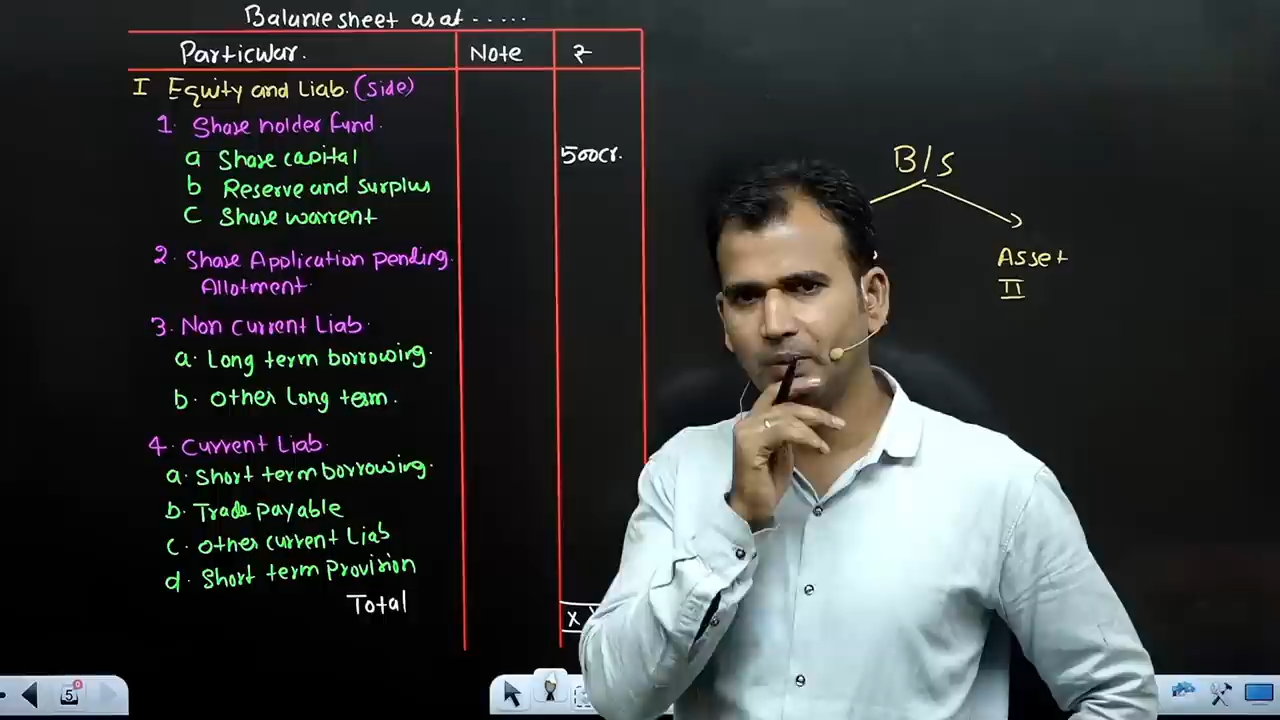 Balance sheet as at ......
Particular. Note ₹
I Equity and Liab. (side)
1. Share holder fund.
a Share capital 500cr.
b Reserve and surplus
c Share warrent
2. Share Application pending
Allotment.
3. Non Current Liab.
a. Long term borrowing.
b. Other Long term.
4. Current Liab.
a. Short term borrowing.
b. Trade payable
c. Other current Liab
d. Short term Provision
Total
B/S
Asset
II
5
0